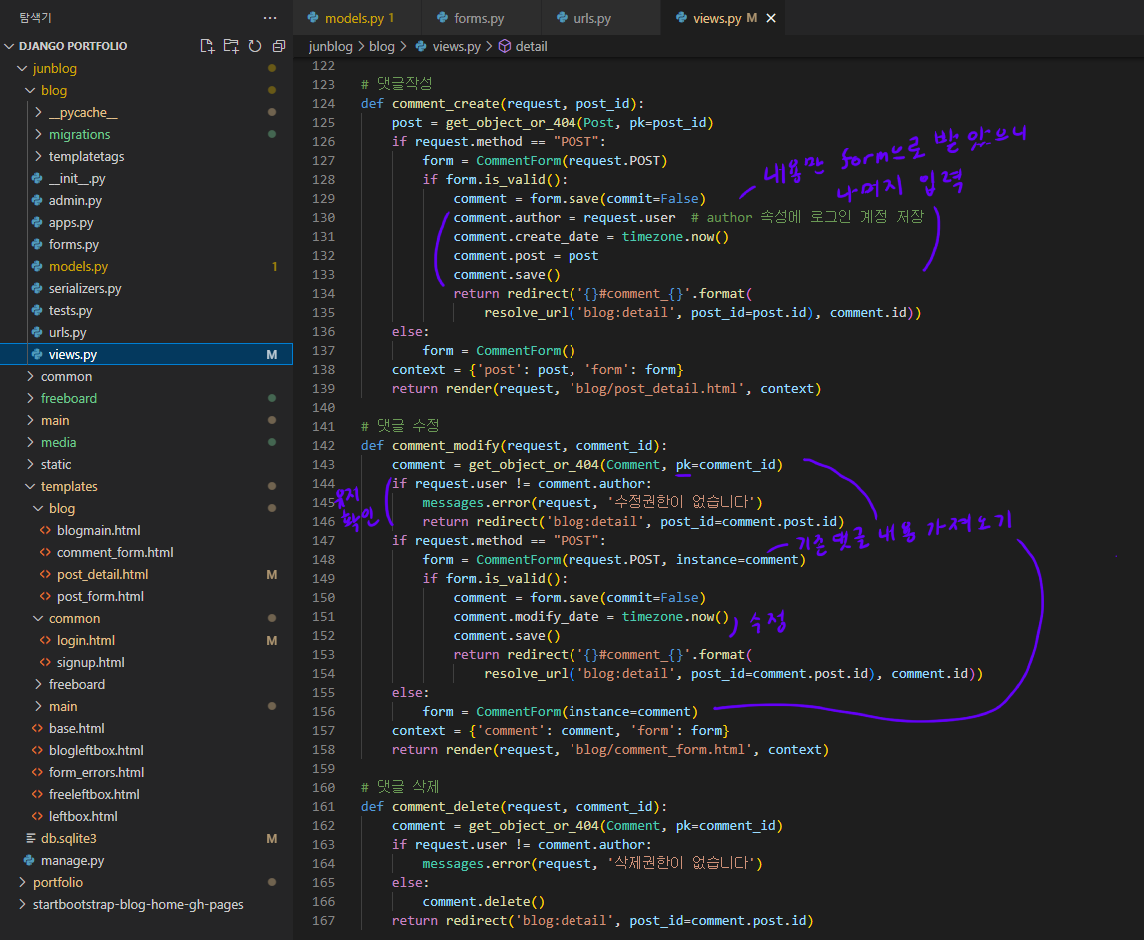 탐색기 ...
DJANGO PORTFOLIO
junblog
blog
__pycache__
migrations
templatetags
__init__.py
admin.py
apps.py
forms.py
models.py 1
serializers.py
tests.py
urls.py
views.py M
common
freeboard
main
media
static
templates
blog
blogmain.html
comment_form.html
post_detail.html M
post_form.html
common
login.html M
signup.html
freeboard
main
base.html
blogleftbox.html
form_errors.html
freeleftbox.html
leftbox.html
db.sqlite3 M
manage.py
portfolio
startbootstrap-blog-home-gh-pages
models.py 1 forms.py urls.py views.py M
junblog > blog > views.py > detail
122
123 # 댓글작성
124 def comment_create(request, post_id):
125 post = get_object_or_404(Post, pk=post_id)
126 if request.method == "POST":
127 form = CommentForm(request.POST)
128 if form.is_valid():
129 comment = form.save(commit=False)
130 comment.author = request.user # author 속성에 로그인 계정 저장
131 comment.create_date = timezone.now()
132 comment.post = post
133 comment.save()
134 return redirect('{}#comment_{}'.format(
135 resolve_url('blog:detail', post_id=post.id), comment.id))
136 else:
137 form = CommentForm()
138 context = {'post': post, 'form': form}
139 return render(request, 'blog/post_detail.html', context)
140
141 # 댓글 수정
142 def comment_modify(request, comment_id):
143 comment = get_object_or_404(Comment, pk=comment_id)
144 if request.user != comment.author:
145 messages.error(request, '수정권한이 없습니다')
146 return redirect('blog:detail', post_id=comment.post.id)
147 if request.method == "POST":
148 form = CommentForm(request.POST, instance=comment)
149 if form.is_valid():
150 comment = form.save(commit=False)
151 comment.modify_date = timezone.now()
152 comment.save()
153 return redirect('{}#comment_{}'.format(
154 resolve_url('blog:detail', post_id=comment.post.id), comment.id))
155 else:
156 form = CommentForm(instance=comment)
157 context = {'comment': comment, 'form': form}
158 return render(request, 'blog/comment_form.html', context)
159
160 # 댓글 삭제
161 def comment_delete(request, comment_id):
162 comment = get_object_or_404(Comment, pk=comment_id)
163 if request.user != comment.author:
164 messages.error(request, '삭제권한이 없습니다')
165 else:
166 comment.delete()
167 return redirect('blog:detail', post_id=comment.post.id)
내용만 form으로 받았으니
나머지 입력
확인
기존 댓글 내용 가져오기
수정